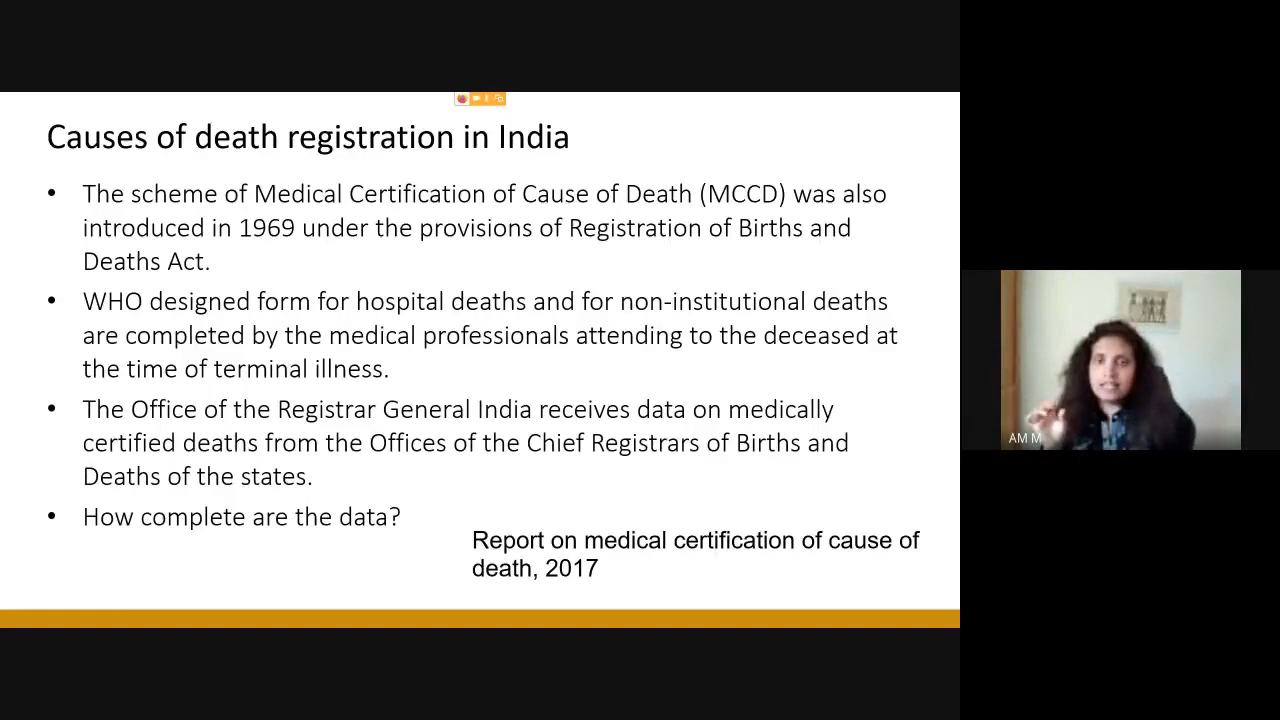 Causes of death registration in India
• The scheme of Medical Certification of Cause of Death (MCCD) was also
introduced in 1969 under the provisions of Registration of Births and
Deaths Act.
• WHO designed form for hospital deaths and for non-institutional deaths
are completed by the medical professionals attending to the deceased at
the time of terminal illness.
• The Office of the Registrar General India receives data on medically
certified deaths from the Offices of the Chief Registrars of Births and
Deaths of the states.
• How complete are the data?
Report on medical certification of cause of
death, 2017
AM M